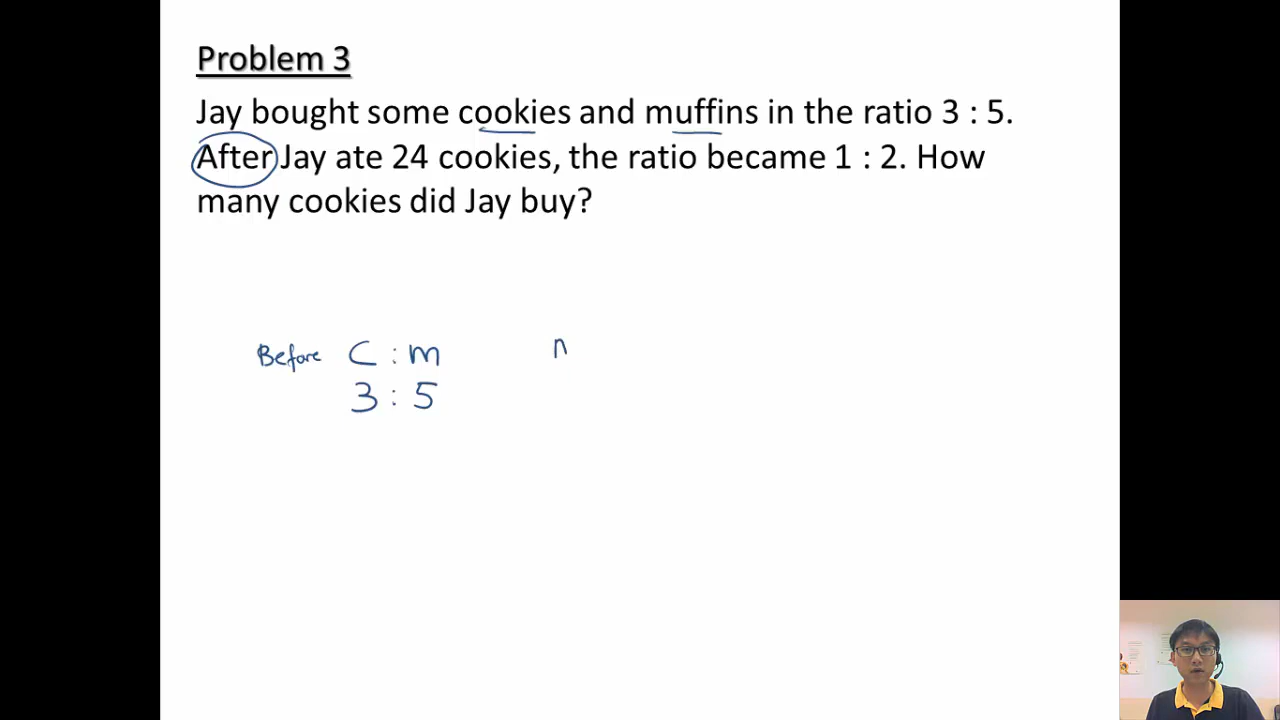 Problem 3
Jay bought some cookies and muffins in the ratio 3 : 5.
After Jay ate 24 cookies, the ratio became 1 : 2. How
many cookies did Jay buy?
Before C : m n
3 : 5